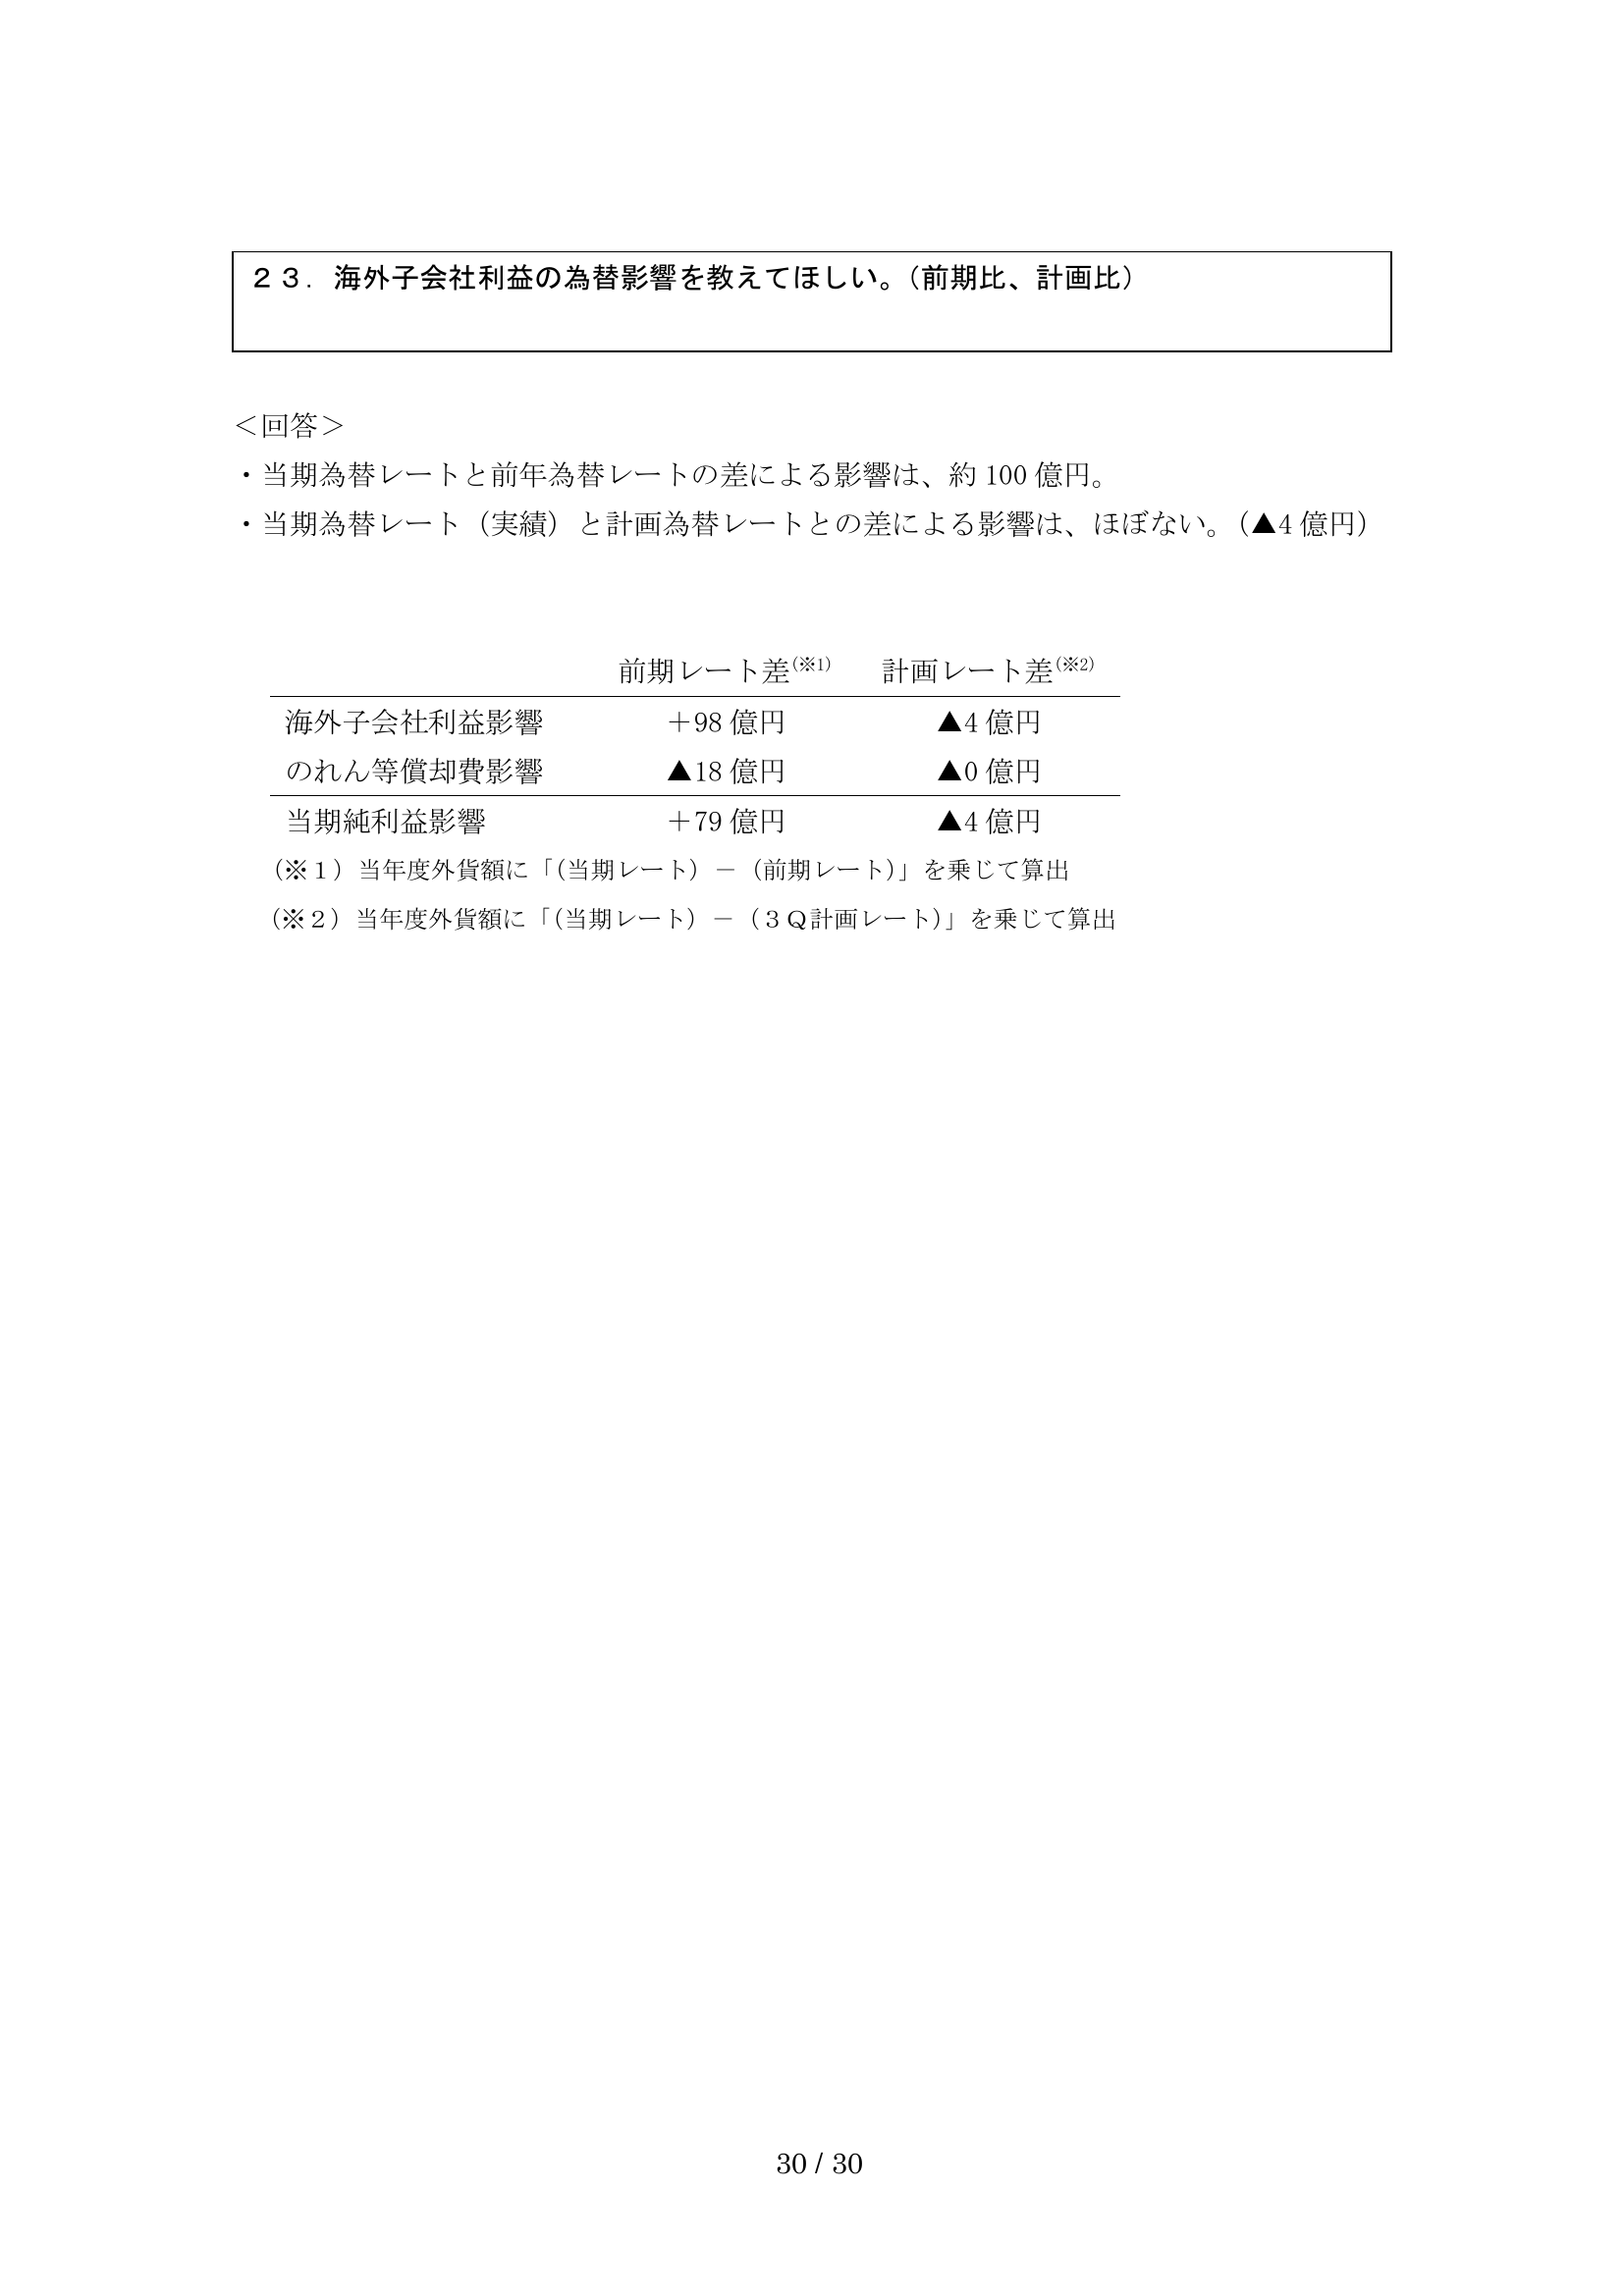 ２３．海外子会社利益の為替影響を教えてほしい。（前期比、計画比）
＜回答＞
・当期為替レートと前年為替レートの差による影響は、約 100 億円。
・当期為替レート（実績）と計画為替レートとの差による影響は、ほぼない。（▲4 億円）
前期レート差(※1) 計画レート差(※2)
海外子会社利益影響 ＋98 億円 ▲4 億円
のれん等償却費影響 ▲18 億円 ▲0 億円
当期純利益影響 ＋79 億円 ▲4 億円
（※１）当年度外貨額に「（当期レート）－（前期レート）」を乗じて算出
（※２）当年度外貨額に「（当期レート）－（３Ｑ計画レート）」を乗じて算出
30 / 30